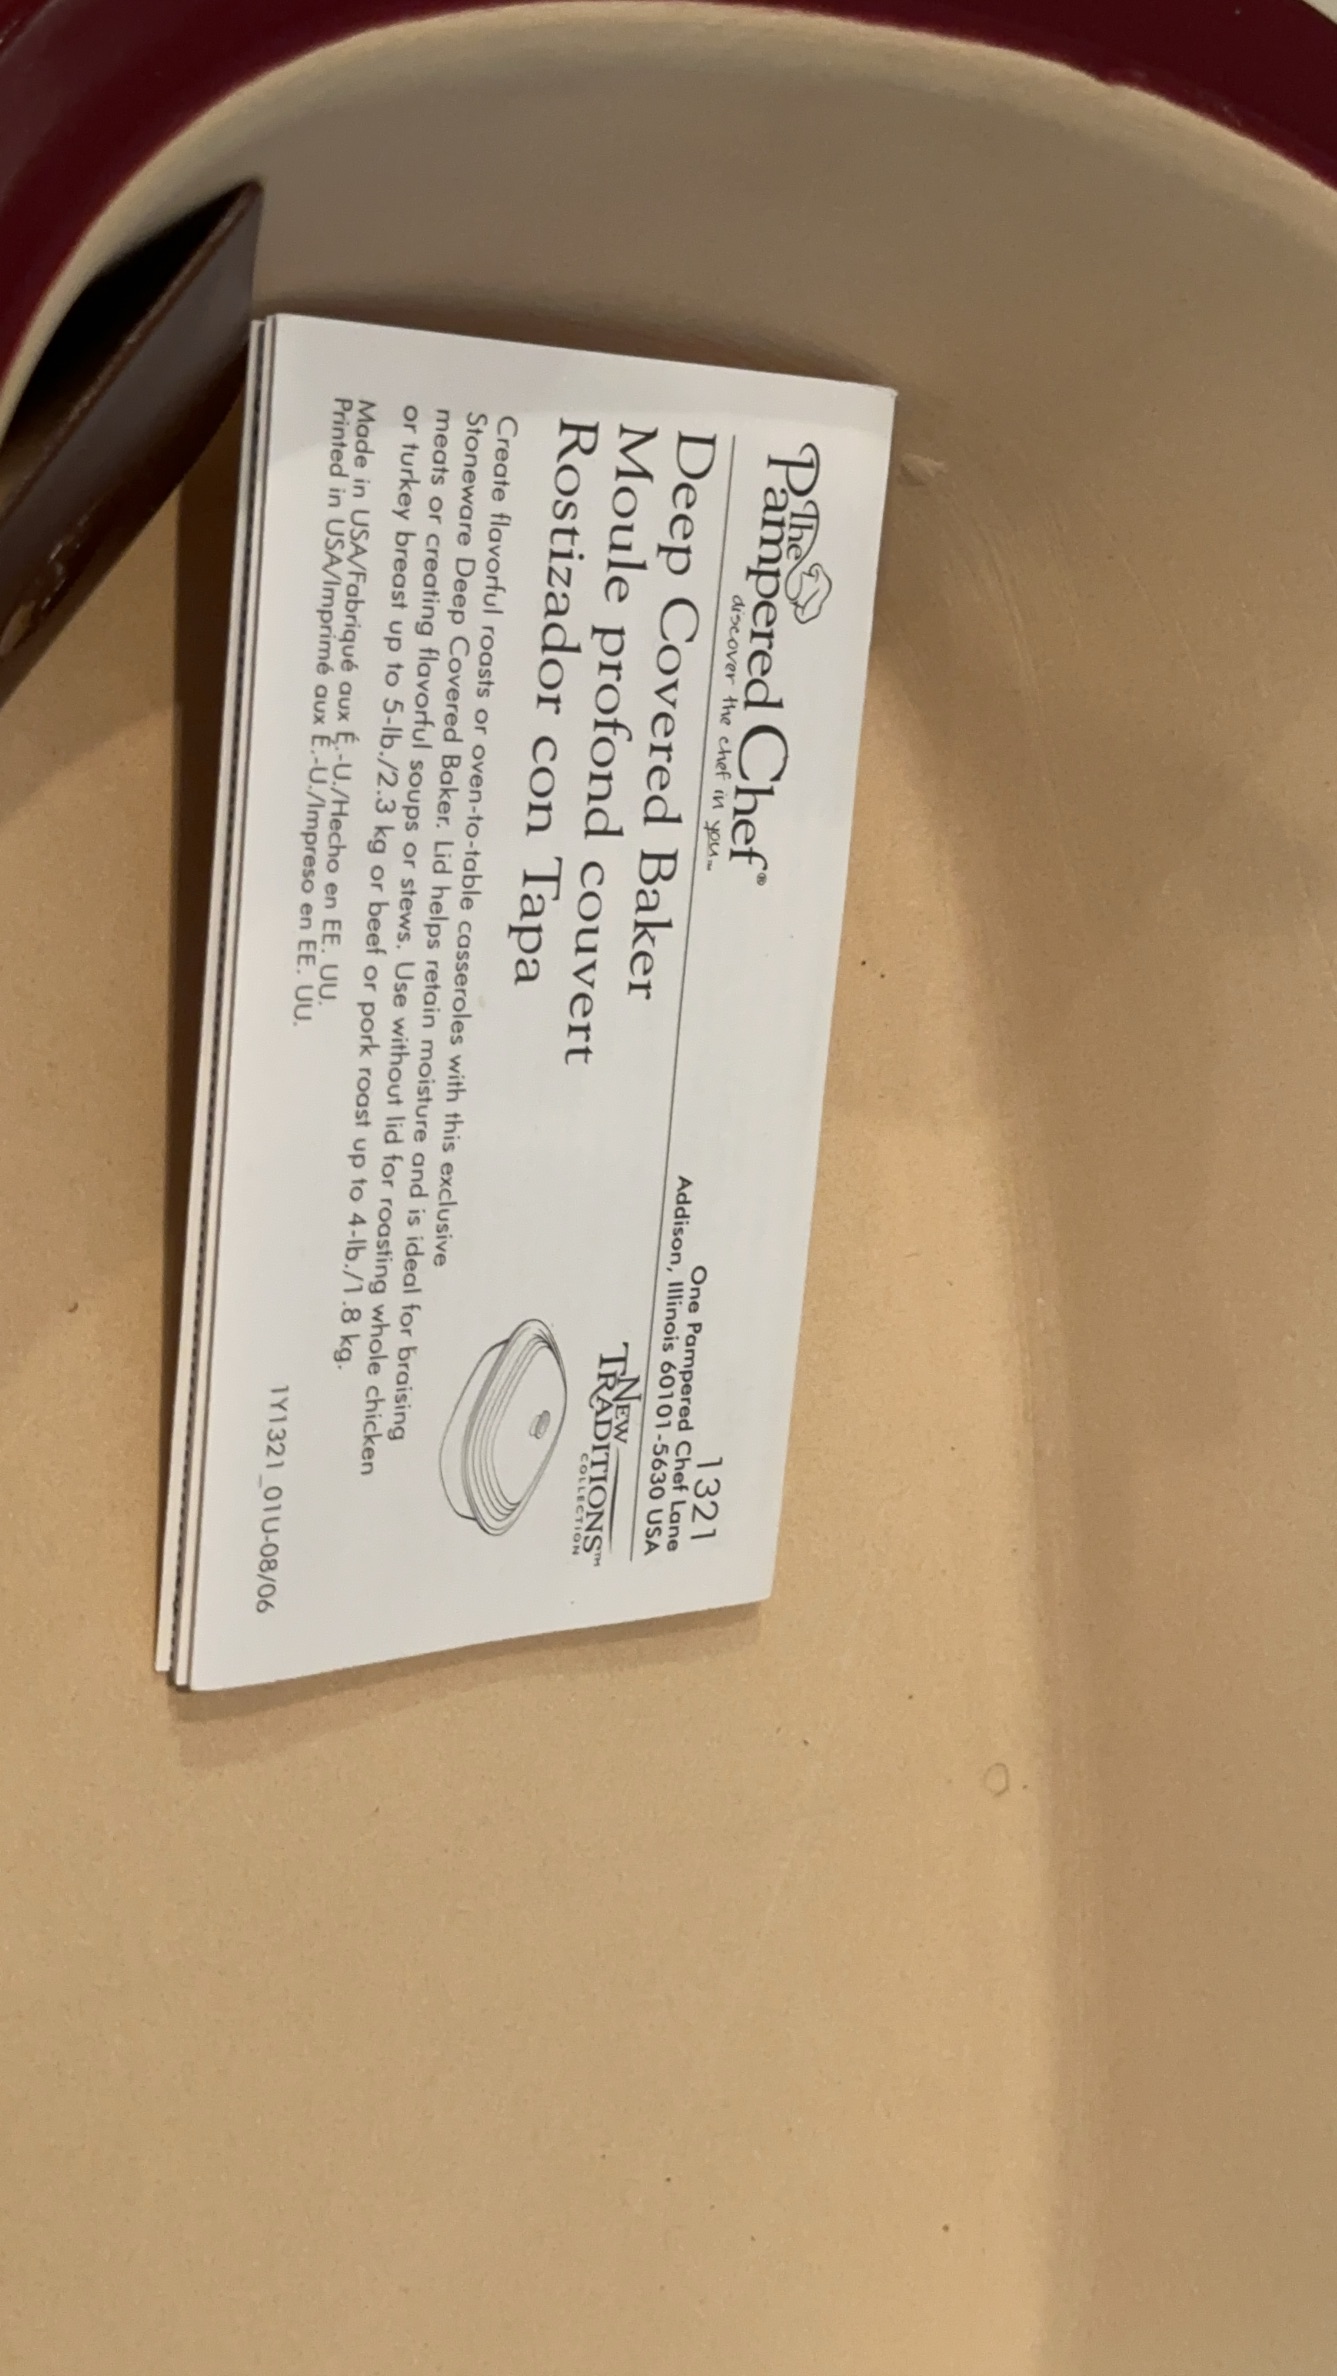 The
Pampered Chef®
discover the chef in you™
1321
One Pampered Chef Lane
Addison, Illinois 60101-5630 USA
Deep Covered Baker
Moule profond couvert
Rostizador con Tapa
NEW
TRADITIONS™
COLLECTION
Create flavorful roasts or oven-to-table casseroles with this exclusive
Stoneware Deep Covered Baker. Lid helps retain moisture and is ideal for braising
meats or creating flavorful soups or stews. Use without lid for roasting whole chicken
or turkey breast up to 5-lb./2.3 kg or beef or pork roast up to 4-lb./1.8 kg.
Made in USA/Fabriqué aux É.-U./Hecho en EE. UU.
Printed in USA/Imprimé aux É.-U./Impreso en EE. UU.
1Y1321_01U-08/06